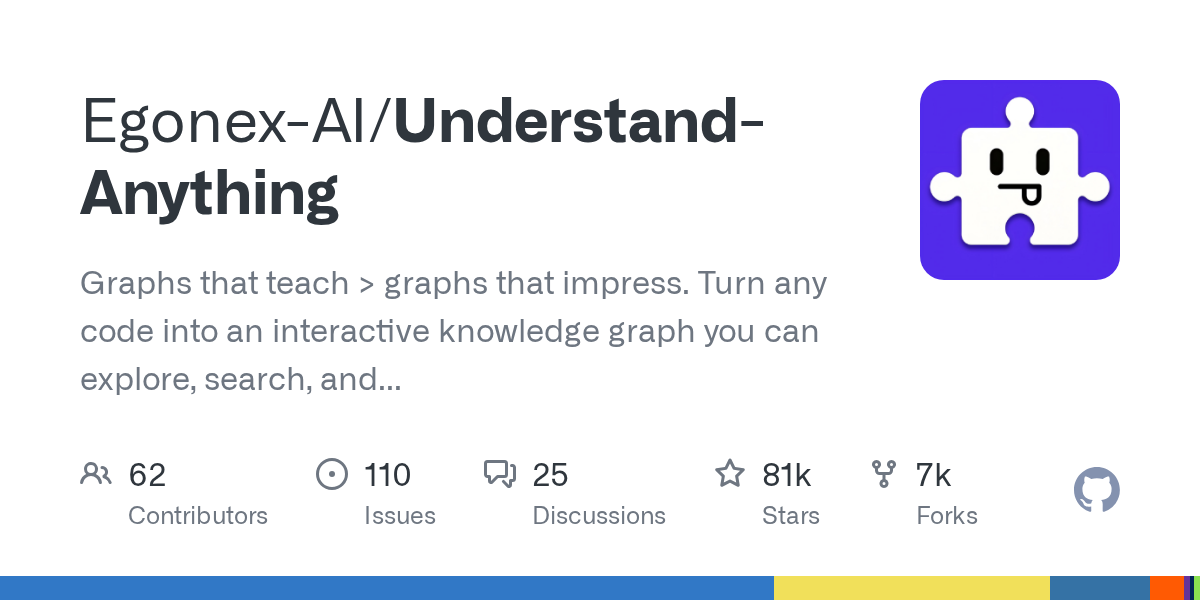 Egonex-AI/Understand-
Anything
Graphs that teach > graphs that impress. Turn any
code into an interactive knowledge graph you can
explore, search, and...
62 110 25 81k 7k
Contributors Issues Discussions Stars Forks